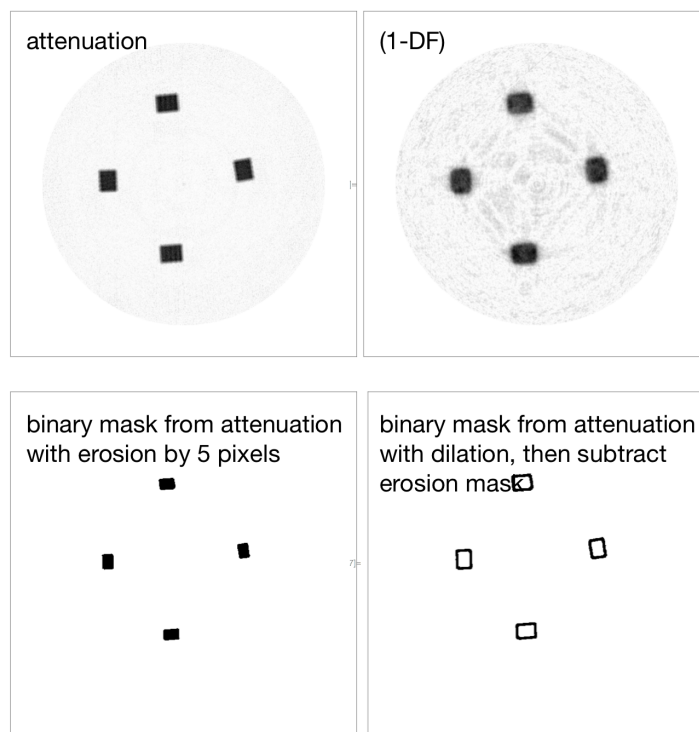 attenuation
(1-DF)
binary mask from attenuation
with erosion by 5 pixels
binary mask from attenuation
with dilation, then subtract
erosion mask